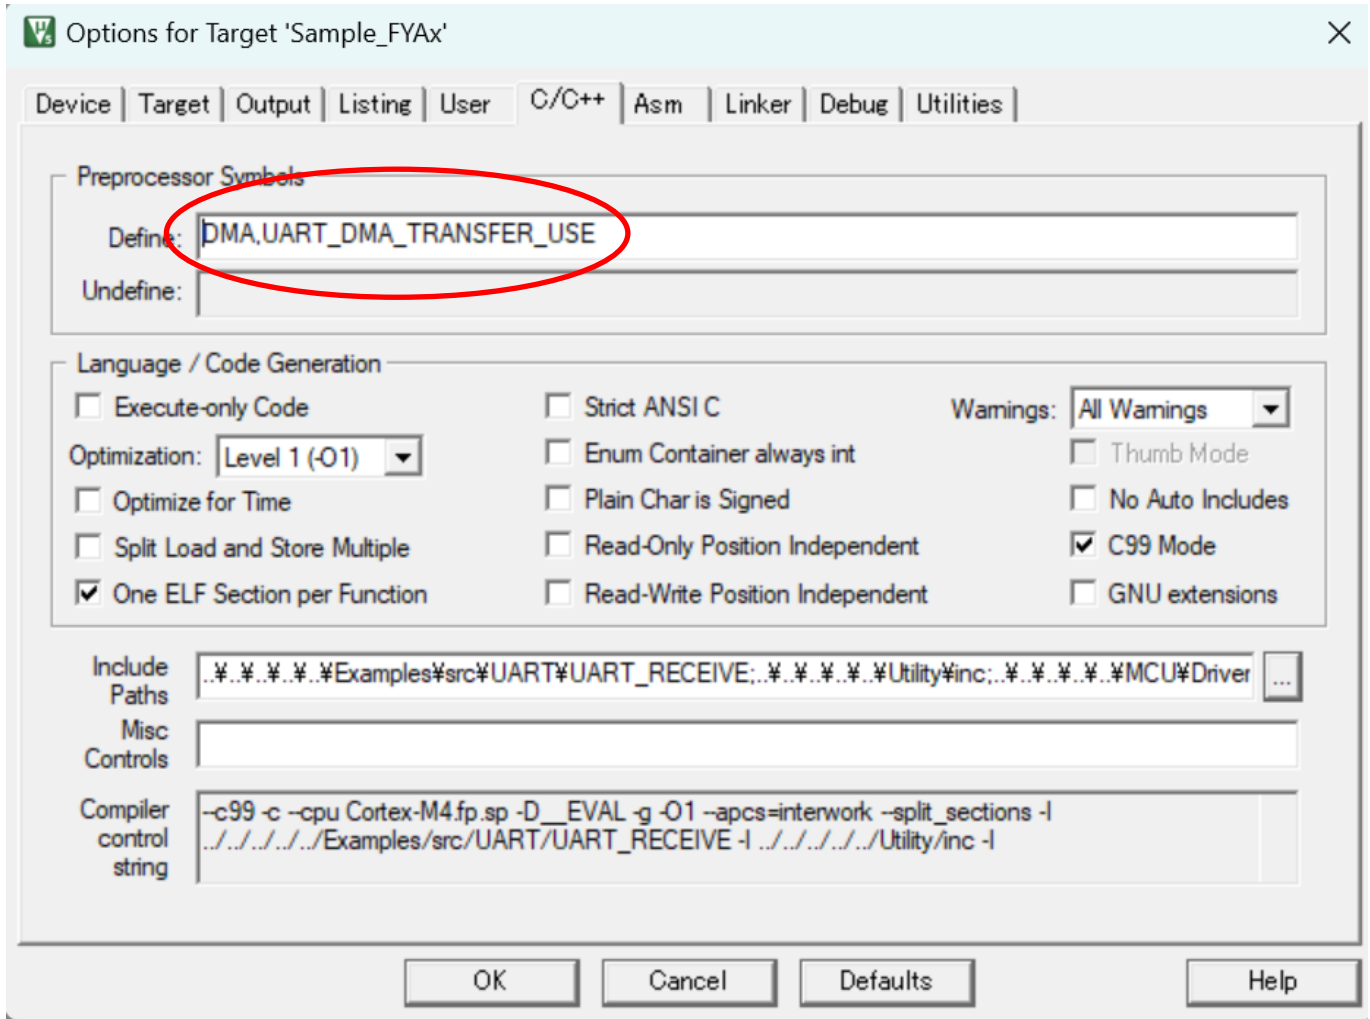 Options for Target 'Sample_FYAx'
Device Target Output Listing User C/C++ Asm Linker Debug Utilities
Preprocessor Symbols
Define: DMA,UART_DMA_TRANSFER_USE
Undefine:
Language / Code Generation
Execute-only Code Strict ANSI C Warnings: All Warnings
Optimization: Level 1 (-O1) Enum Container always int Thumb Mode
Optimize for Time Plain Char is Signed No Auto Includes
Split Load and Store Multiple Read-Only Position Independent C99 Mode
One ELF Section per Function Read-Write Position Independent GNU extensions
Include Paths ..¥..¥..¥..¥..¥Examples¥src¥UART¥UART_RECEIVE;..¥..¥..¥..¥..¥Utility¥inc;..¥..¥..¥..¥..¥MCU¥Driver ...
Misc Controls
Compiler control string --c99 -c --cpu Cortex-M4.fp.sp -D__EVAL -g -O1 --apcs=interwork --split_sections -I
../../../../../Examples/src/UART/UART_RECEIVE -I ../../../../../Utility/inc -I
OK Cancel Defaults Help